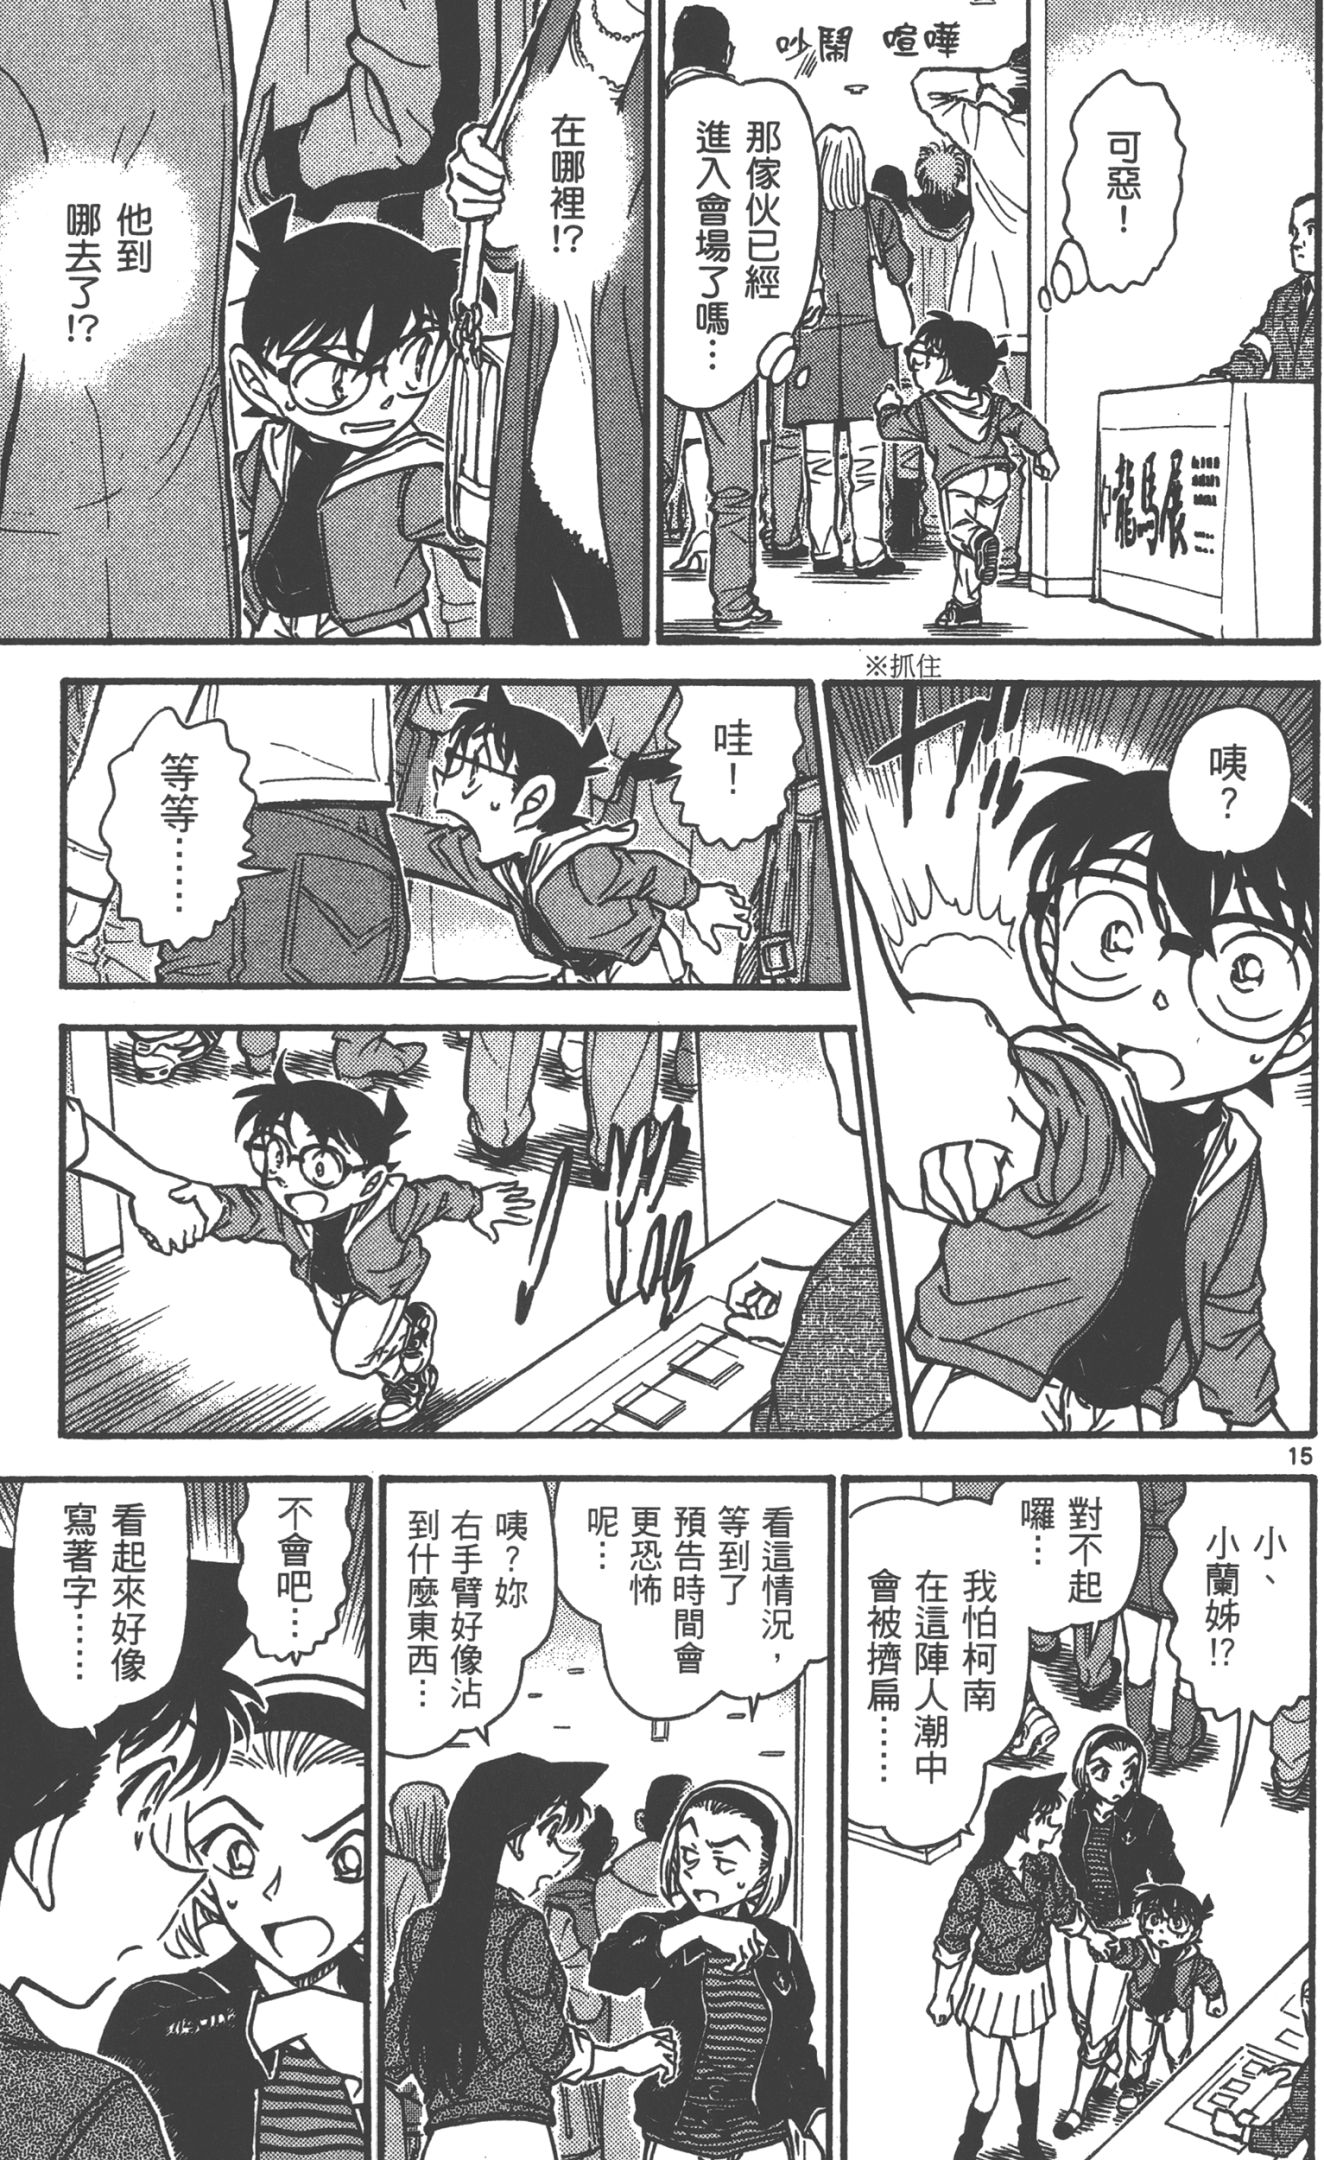 吵鬧 喧嘩
可惡！
那傢伙已經
進入會場了嗎…
龍馬展
在哪裡!?
他到
哪去了!?
※抓住
咦？
哇！
等等……
15
小、
小蘭姊!?
對不起
囉…
我怕柯南
在這陣人潮中
會被擠扁……
看這情況，
等到了
預告時間會
更恐怖
呢…
咦？妳
右手臂好像沾
到什麼東西…
不會吧…
看起來好像
寫著字……